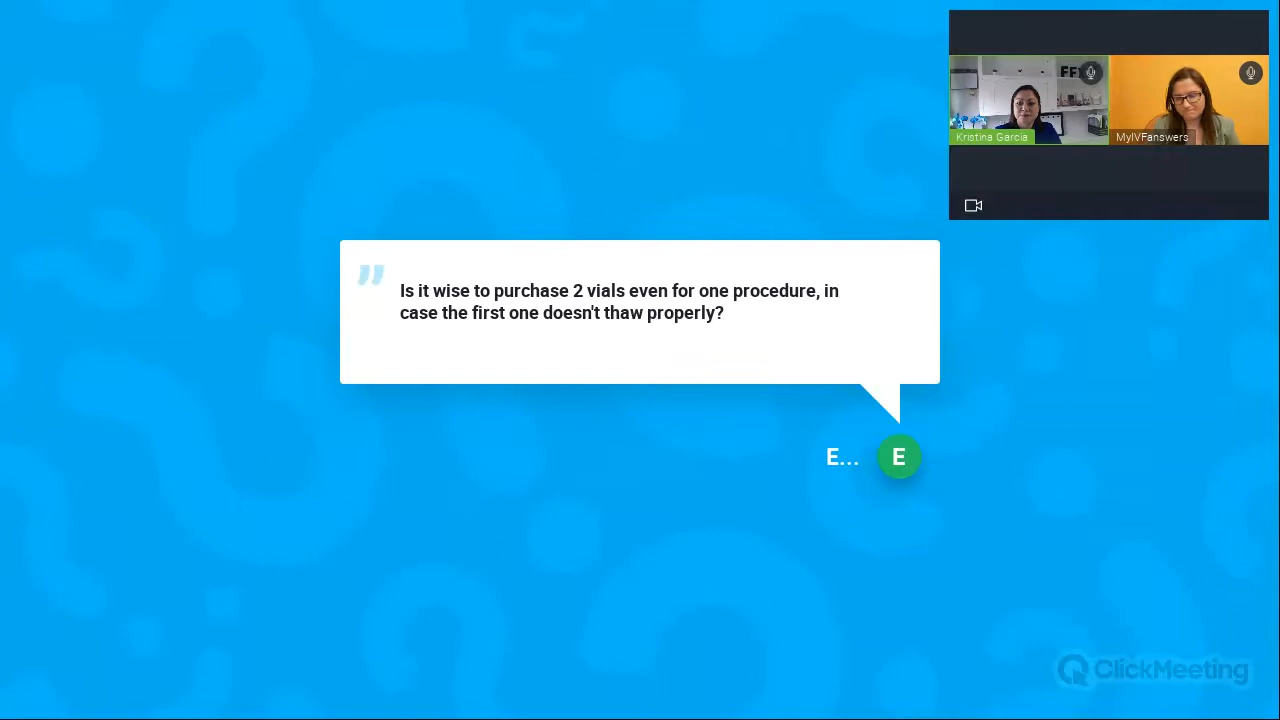 FF
Kristina Garcia
MyIVFanswers
Is it wise to purchase 2 vials even for one procedure, in
case the first one doesn't thaw properly?
E...
E
ClickMeeting